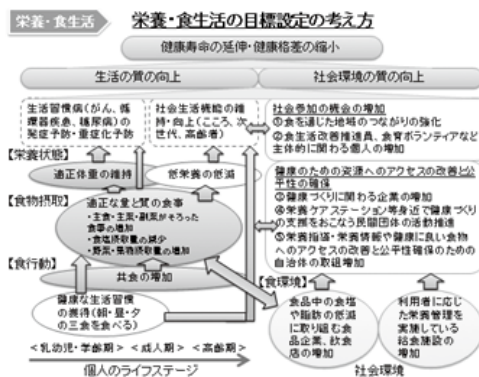 栄養・食生活
栄養・食生活の目標設定の考え方
健康寿命の延伸・健康格差の縮小
生活の質の向上
社会環境の質の向上
生活習慣病(がん、循
環器疾患、糖尿病)の
発症予防・重症化予防
社会生活機能の維
持・向上(こころ、次
世代、高齢者)
社会参加の機会の増加
①食を通じた地域のつながりの強化
②食生活改善推進員、食育ボランティアなど
主体的に関わる個人の増加
【栄養状態】
適正体重の維持
低栄養の低減
健康のための資源へのアクセスの改善と公
平性の確保
③健康づくりに関わる企業の増加
④栄養ケアステーション等身近で健康づくり
の支援をおこなう民間団体の活動推進
⑤栄養指導・栄養情報や健康に良い食物
へのアクセスの改善と公平性確保のための
自治体の取組増加
【食物摂取】
適正な量と質の食事
・主食・主菜・副菜がそろった
食事の増加
・食塩摂取量の減少
・野菜・果物摂取量の増加
【食行動】
共食の増加
健康な生活習慣
の獲得(朝・昼・夕
の三食を食べる)
【食環境】
食品中の食塩
や脂肪の低減
に取り組む食
品企業、飲食
店の増加
利用者に応じ
た栄養管理を
実施している
給食施設の
増加
<乳幼児・学齢期> <成人期> <高齢期>
個人のライフステージ
社会環境